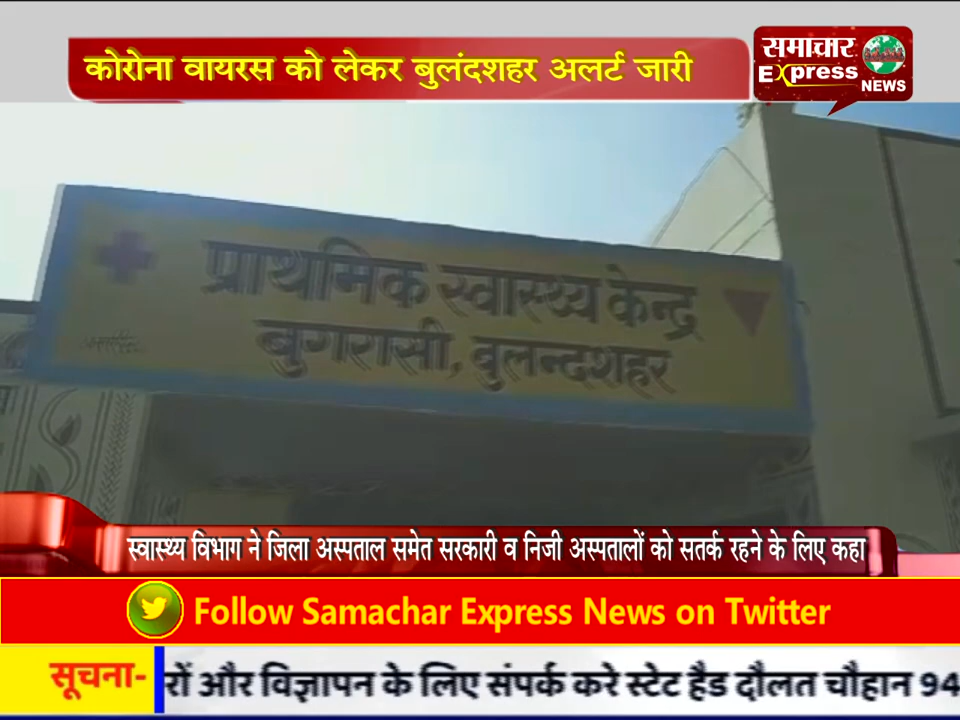 कोरोना वायरस को लेकर बुलंदशहर अलर्ट जारी
समाचार
Express
NEWS
प्राथमिक स्वास्थ्य केन्द्र
बुगरासी, बुलन्दशहर
स्वास्थ्य विभाग ने जिला अस्पताल समेत सरकारी व निजी अस्पतालों को सतर्क रहने के लिए कहा
Follow Samachar Express News on Twitter
सूचना- रों और विज्ञापन के लिए संपर्क करे स्टेट हैड दौलत चौहान 94